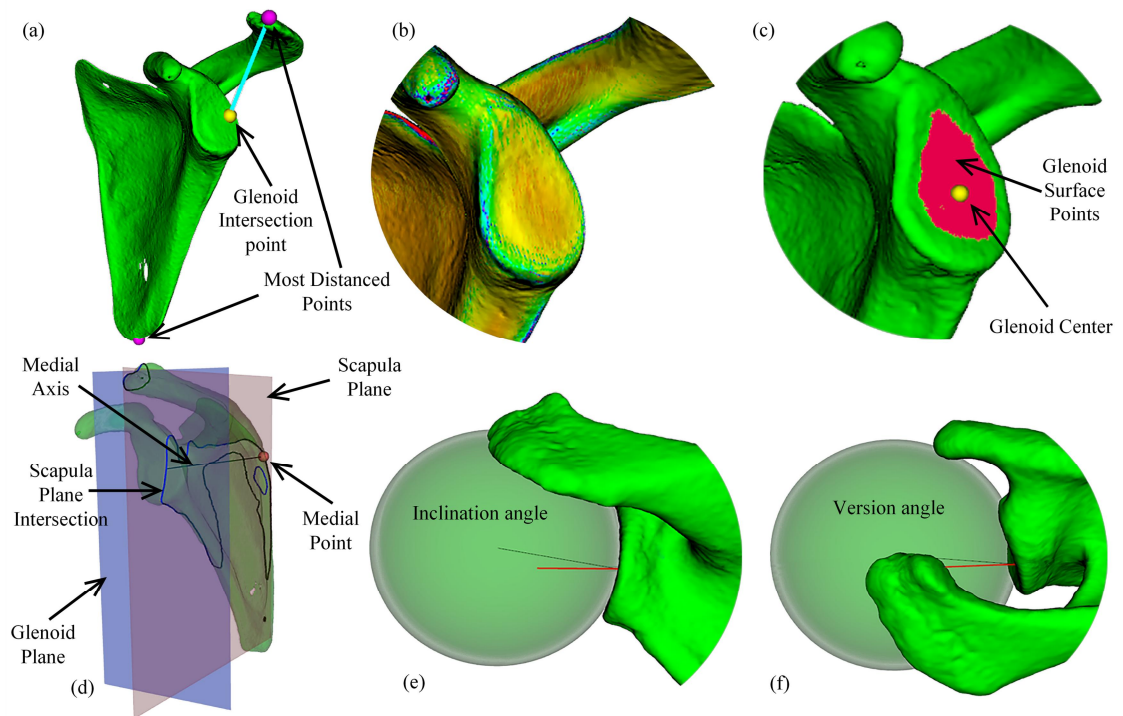 (a)
Glenoid
Intersection
point
Most Distanced
Points
(b)
(c)
Glenoid
Surface
Points
Glenoid Center
Medial
Axis
Scapula
Plane
Scapula
Plane
Intersection
Medial
Point
Glenoid
Plane
(d)
Inclination angle
(e)
Version angle
(f)